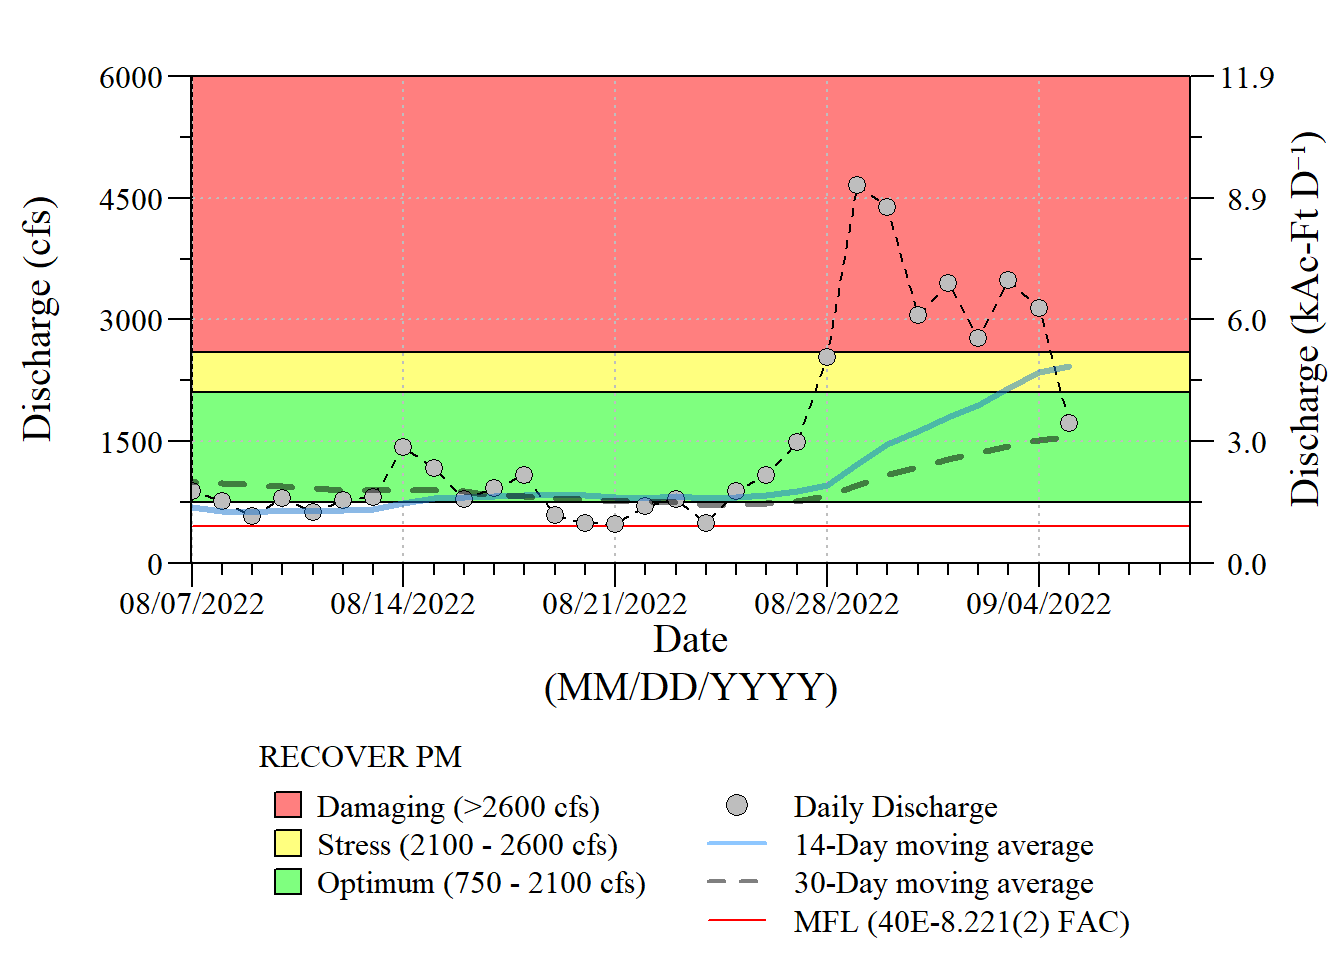 6000
4500
3000
1500
0
11.9
8.9
6.0
3.0
0.0
Discharge (cfs)
Discharge (kAc-Ft D⁻¹)
08/07/2022 08/14/2022 08/21/2022 08/28/2022 09/04/2022
Date
(MM/DD/YYYY)
RECOVER PM
Damaging (>2600 cfs)
Stress (2100 - 2600 cfs)
Optimum (750 - 2100 cfs)
Daily Discharge
14-Day moving average
30-Day moving average
MFL (40E-8.221(2) FAC)